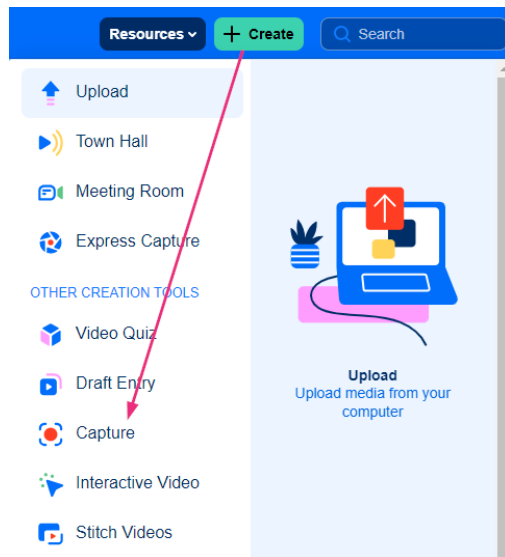 Resources
+ Create
Search
Upload
Town Hall
Meeting Room
Express Capture
OTHER CREATION TOOLS
Video Quiz
Draft Entry
Capture
Interactive Video
Stitch Videos
Upload
Upload media from your
computer